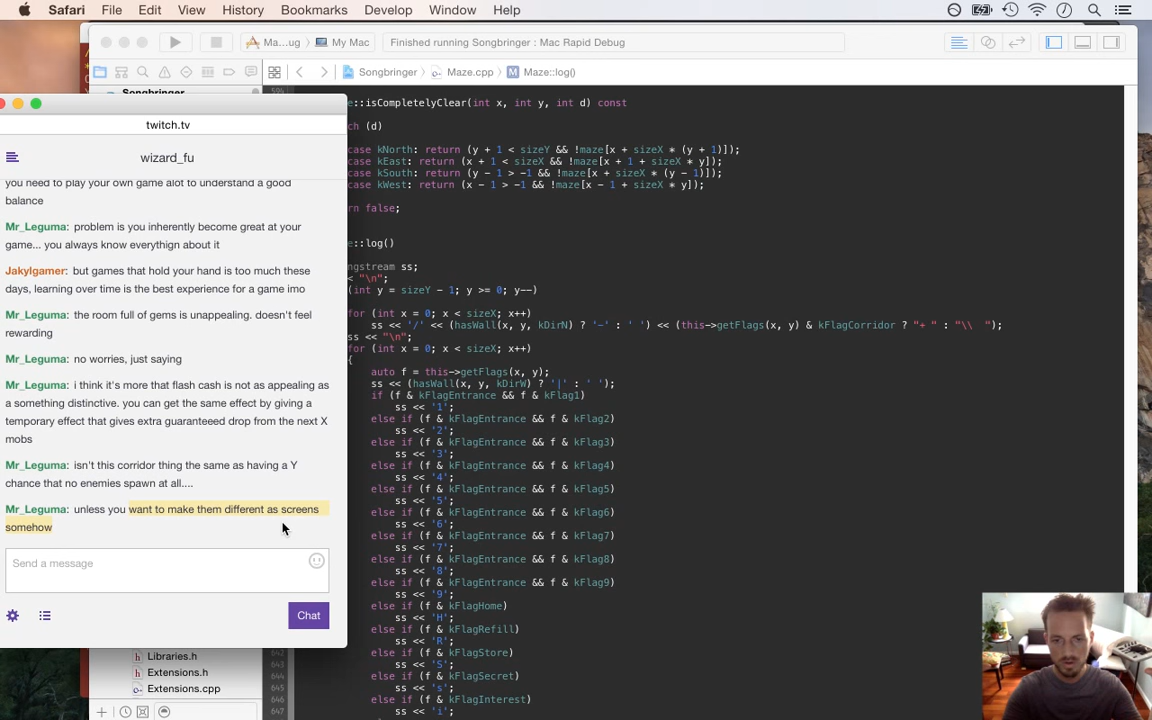 Safari File Edit View History Bookmarks Develop Window Help
Ma...ug My Mac Finished running Songbringer : Mac Rapid Debug
Songbringer Maze.cpp M Maze::log()
Songbringer
twitch.tv
wizard_fu
you need to play your own game alot to understand a good
balance
Mr_Leguma: problem is you inherently become great at your
game... you always know everythign about it
Jakylgamer: but games that hold your hand is too much these
days, learning over time is the best experience for a game imo
Mr_Leguma: the room full of gems is unappealing. doesn't feel
rewarding
Mr_Leguma: no worries, just saying
Mr_Leguma: i think it's more that flash cash is not as appealing as
a something distinctive. you can get the same effect by giving a
temporary effect that gives extra guaranteeed drop from the next X
mobs
Mr_Leguma: isn't this corridor thing the same as having a Y
chance that no enemies spawn at all....
Mr_Leguma: unless you want to make them different as screens
somehow
Send a message
Chat
Libraries.h
Extensions.h
Extensions.cpp
e::isCompletelyClear(int x, int y, int d) const
ch (d)
case kNorth: return (y + 1 < sizeY && !maze[x + sizeX * (y + 1)]);
case kEast: return (x + 1 < sizeX && !maze[x + 1 + sizeX * y]);
case kSouth: return (y - 1 > -1 && !maze[x + sizeX * (y - 1)]);
case kWest: return (x - 1 > -1 && !maze[x - 1 + sizeX * y]);
rn false;
e::log()
ngstream ss;
< "\n";
(int y = sizeY - 1; y >= 0; y--)
for (int x = 0; x < sizeX; x++)
ss << '/' << (hasWall(x, y, kDirN) ? '-' : ' ') << (this->getFlags(x, y) & kFlagCorridor ? "+ " : "\\  ");
ss << "\n";
for (int x = 0; x < sizeX; x++)
{
auto f = this->getFlags(x, y);
ss << (hasWall(x, y, kDirW) ? '|' : ' ');
if (f & kFlagEntrance && f & kFlag1)
ss << '1';
else if (f & kFlagEntrance && f & kFlag2)
ss << '2';
else if (f & kFlagEntrance && f & kFlag3)
ss << '3';
else if (f & kFlagEntrance && f & kFlag4)
ss << '4';
else if (f & kFlagEntrance && f & kFlag5)
ss << '5';
else if (f & kFlagEntrance && f & kFlag6)
ss << '6';
else if (f & kFlagEntrance && f & kFlag7)
ss << '7';
else if (f & kFlagEntrance && f & kFlag8)
ss << '8';
else if (f & kFlagEntrance && f & kFlag9)
ss << '9';
else if (f & kFlagHome)
ss << 'H';
else if (f & kFlagRefill)
642 ss << 'R';
643 else if (f & kFlagStore)
644 ss << 'S';
645 else if (f & kFlagSecret)
ss << 's';
646 else if (f & kFlagInterest)
647 ss << 'i';